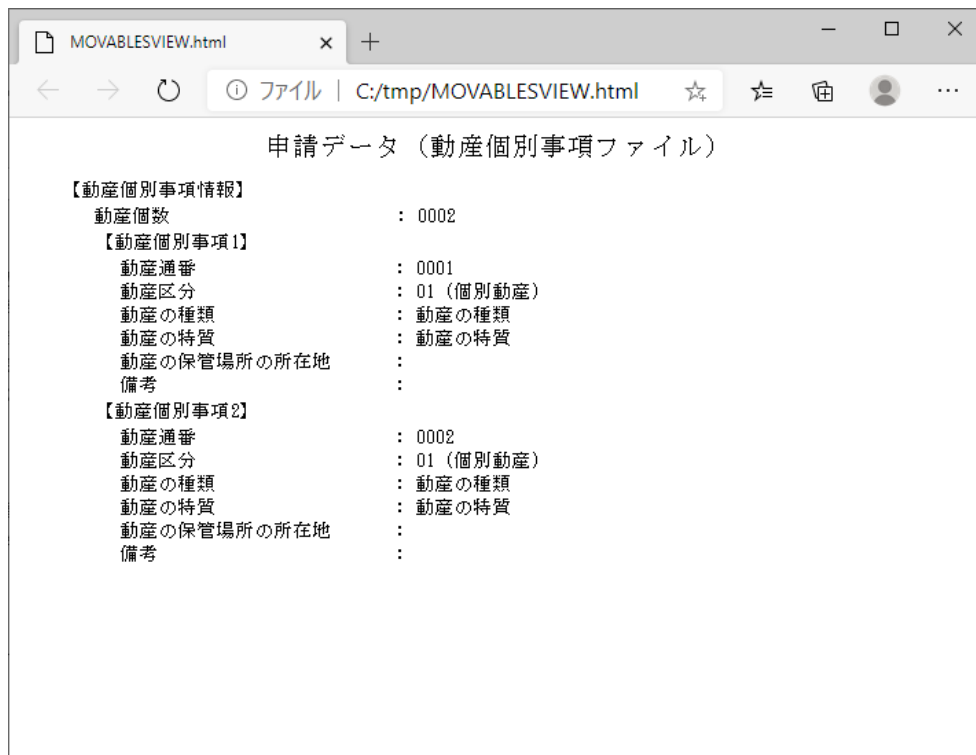 MOVABLESVIEW.html
ファイル | C:/tmp/MOVABLESVIEW.html
申請データ（動産個別事項ファイル）
【動産個別事項情報】
動産個数 : 0002
【動産個別事項1】
動産通番 : 0001
動産区分 : 01（個別動産）
動産の種類 : 動産の種類
動産の特質 : 動産の特質
動産の保管場所の所在地 :
備考 :
【動産個別事項2】
動産通番 : 0002
動産区分 : 01（個別動産）
動産の種類 : 動産の種類
動産の特質 : 動産の特質
動産の保管場所の所在地 :
備考 :